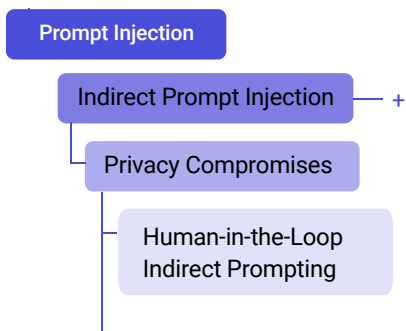 Prompt Injection
Indirect Prompt Injection +
Privacy Compromises
Human-in-the-Loop
Indirect Prompting